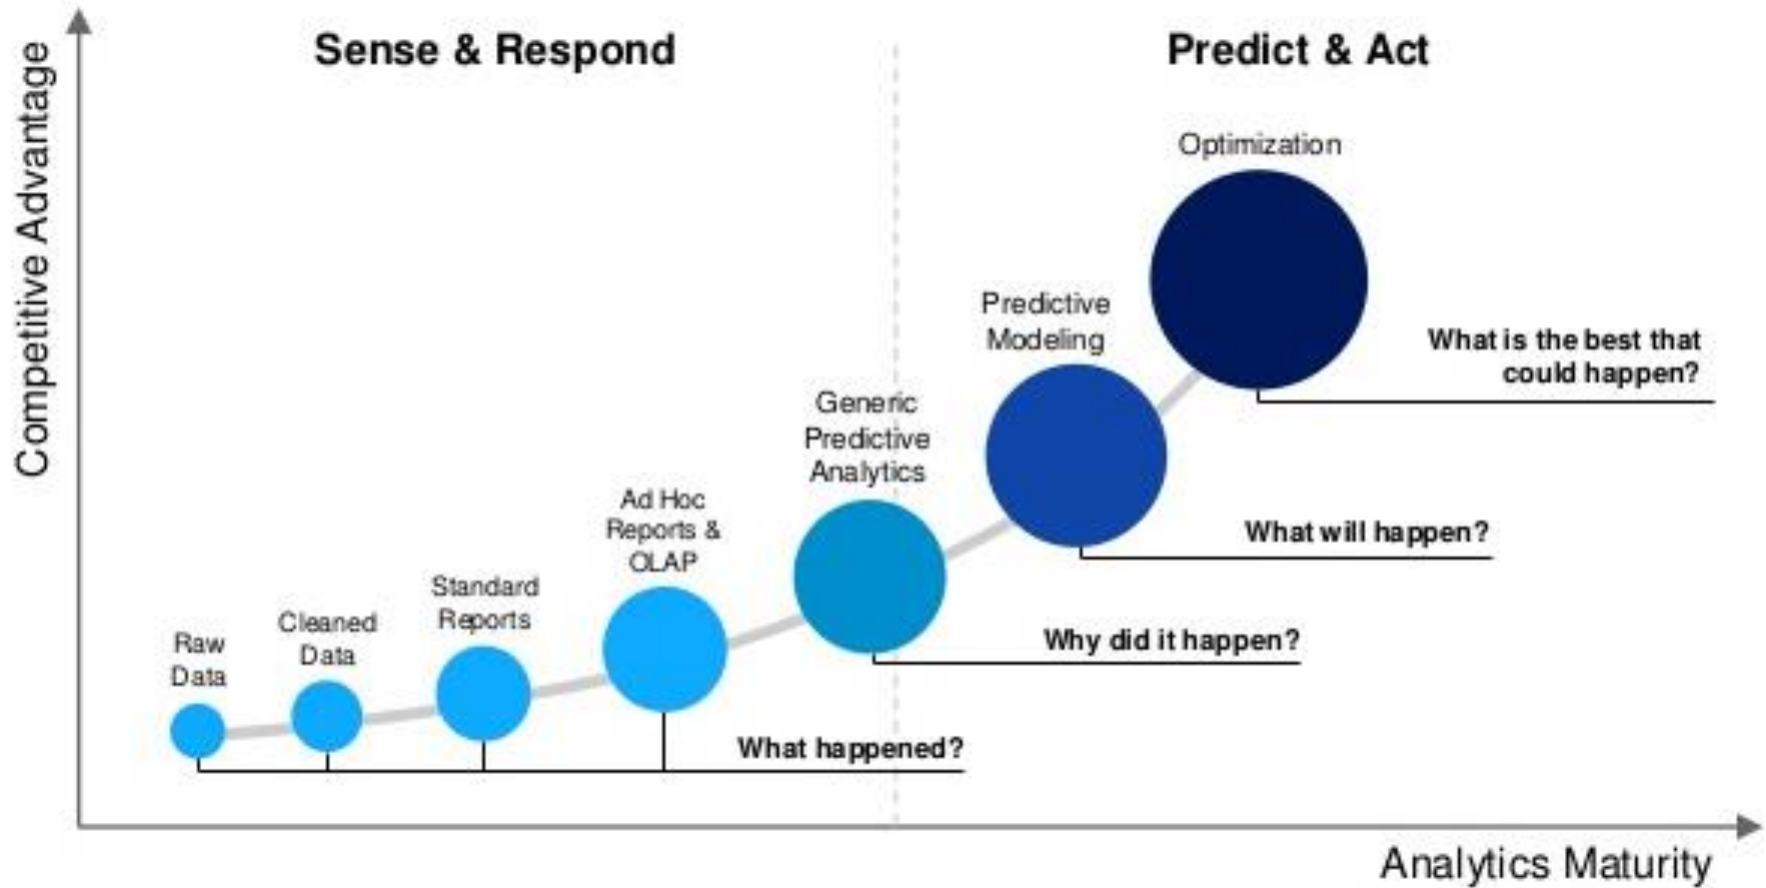 Sense & Respond
Predict & Act
Competitive Advantage
Optimization
Predictive
Modeling
What is the best that
could happen?
Generic
Predictive
Analytics
Ad Hoc
Reports &
OLAP
What will happen?
Standard
Reports
Cleaned
Data
Raw
Data
Why did it happen?
What happened?
Analytics Maturity